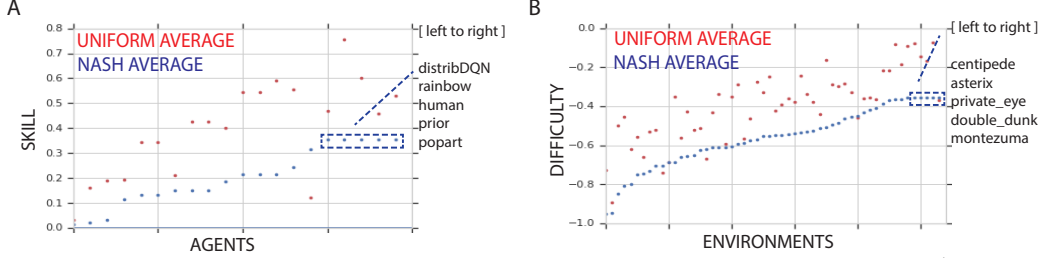 A
UNIFORM AVERAGE
NASH AVERAGE
SKILL
0.8
0.7
0.6
0.5
0.4
0.3
0.2
0.1
0.0
AGENTS
[ left to right ]
distribDQN
rainbow
human
prior
popart
B
UNIFORM AVERAGE
NASH AVERAGE
DIFFICULTY
0.0
−0.2
−0.4
−0.6
−0.8
−1.0
ENVIRONMENTS
[ left to right ]
centipede
asterix
private_eye
double_dunk
montezuma